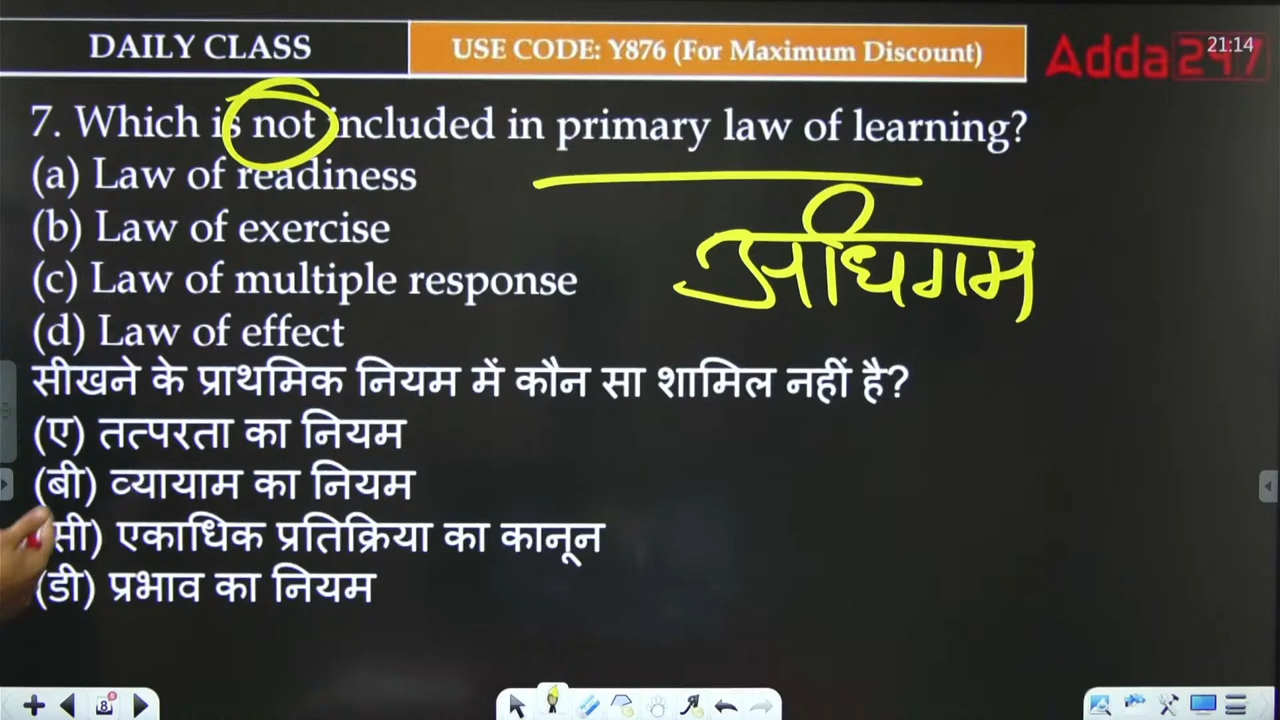 DAILY CLASS
USE CODE: Y876 (For Maximum Discount)
Adda247
21:14
7. Which is not included in primary law of learning?
(a) Law of readiness
(b) Law of exercise
(c) Law of multiple response
(d) Law of effect
अधिगम
सीखने के प्राथमिक नियम में कौन सा शामिल नहीं है?
(ए) तत्परता का नियम
(बी) व्यायाम का नियम
सी) एकाधिक प्रतिक्रिया का कानून
(डी) प्रभाव का नियम
8